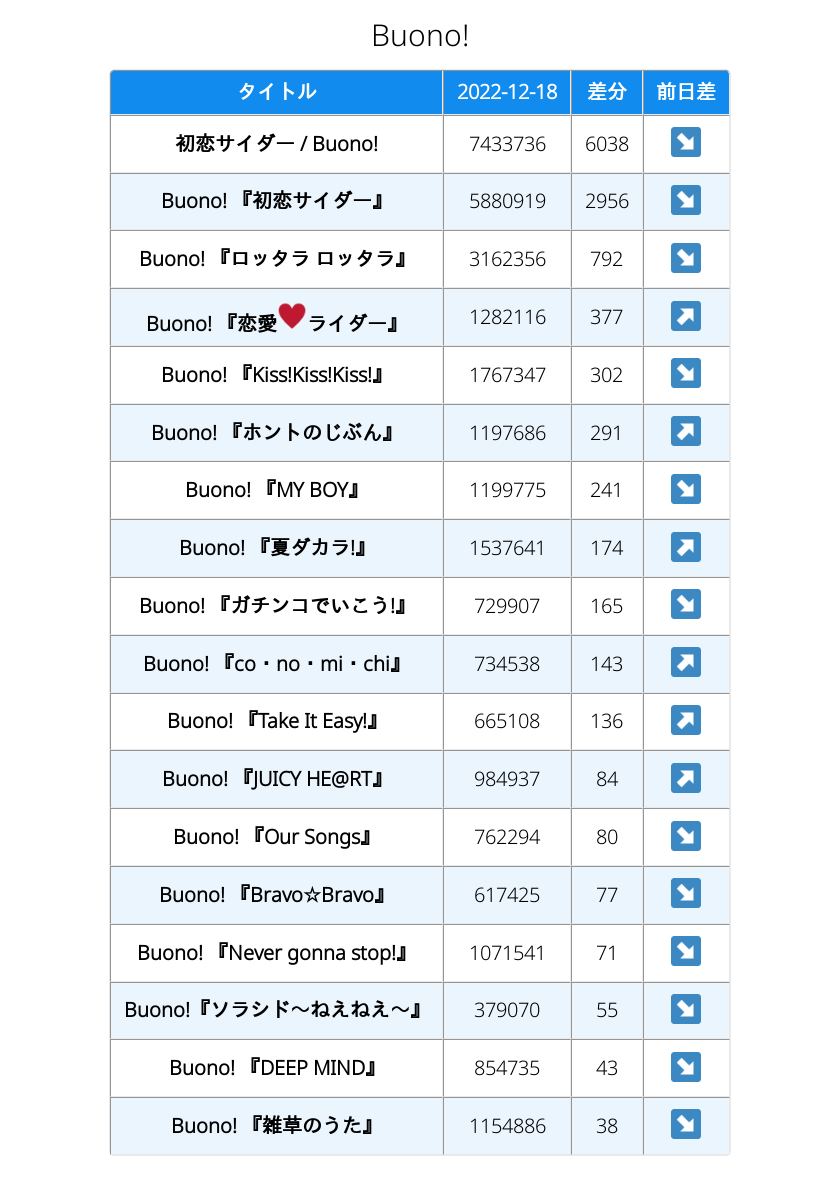 Buono!
タイトル 2022-12-18 差分 前日差
初恋サイダー / Buono! 7433736 6038 ↘
Buono! 『初恋サイダー』 5880919 2956 ↘
Buono! 『ロッタラ ロッタラ』 3162356 792 ↘
Buono! 『恋愛♥ライダー』 1282116 377 ↗
Buono! 『Kiss!Kiss!Kiss!』 1767347 302 ↘
Buono! 『ホントのじぶん』 1197686 291 ↗
Buono! 『MY BOY』 1199775 241 ↘
Buono! 『夏ダカラ!』 1537641 174 ↗
Buono! 『ガチンコでいこう!』 729907 165 ↘
Buono! 『co・no・mi・chi』 734538 143 ↗
Buono! 『Take It Easy!』 665108 136 ↗
Buono! 『JUICY HE@RT』 984937 84 ↗
Buono! 『Our Songs』 762294 80 ↘
Buono! 『Bravo☆Bravo』 617425 77 ↘
Buono! 『Never gonna stop!』 1071541 71 ↘
Buono!『ソラシド～ねえねえ～』 379070 55 ↘
Buono! 『DEEP MIND』 854735 43 ↘
Buono! 『雑草のうた』 1154886 38 ↘